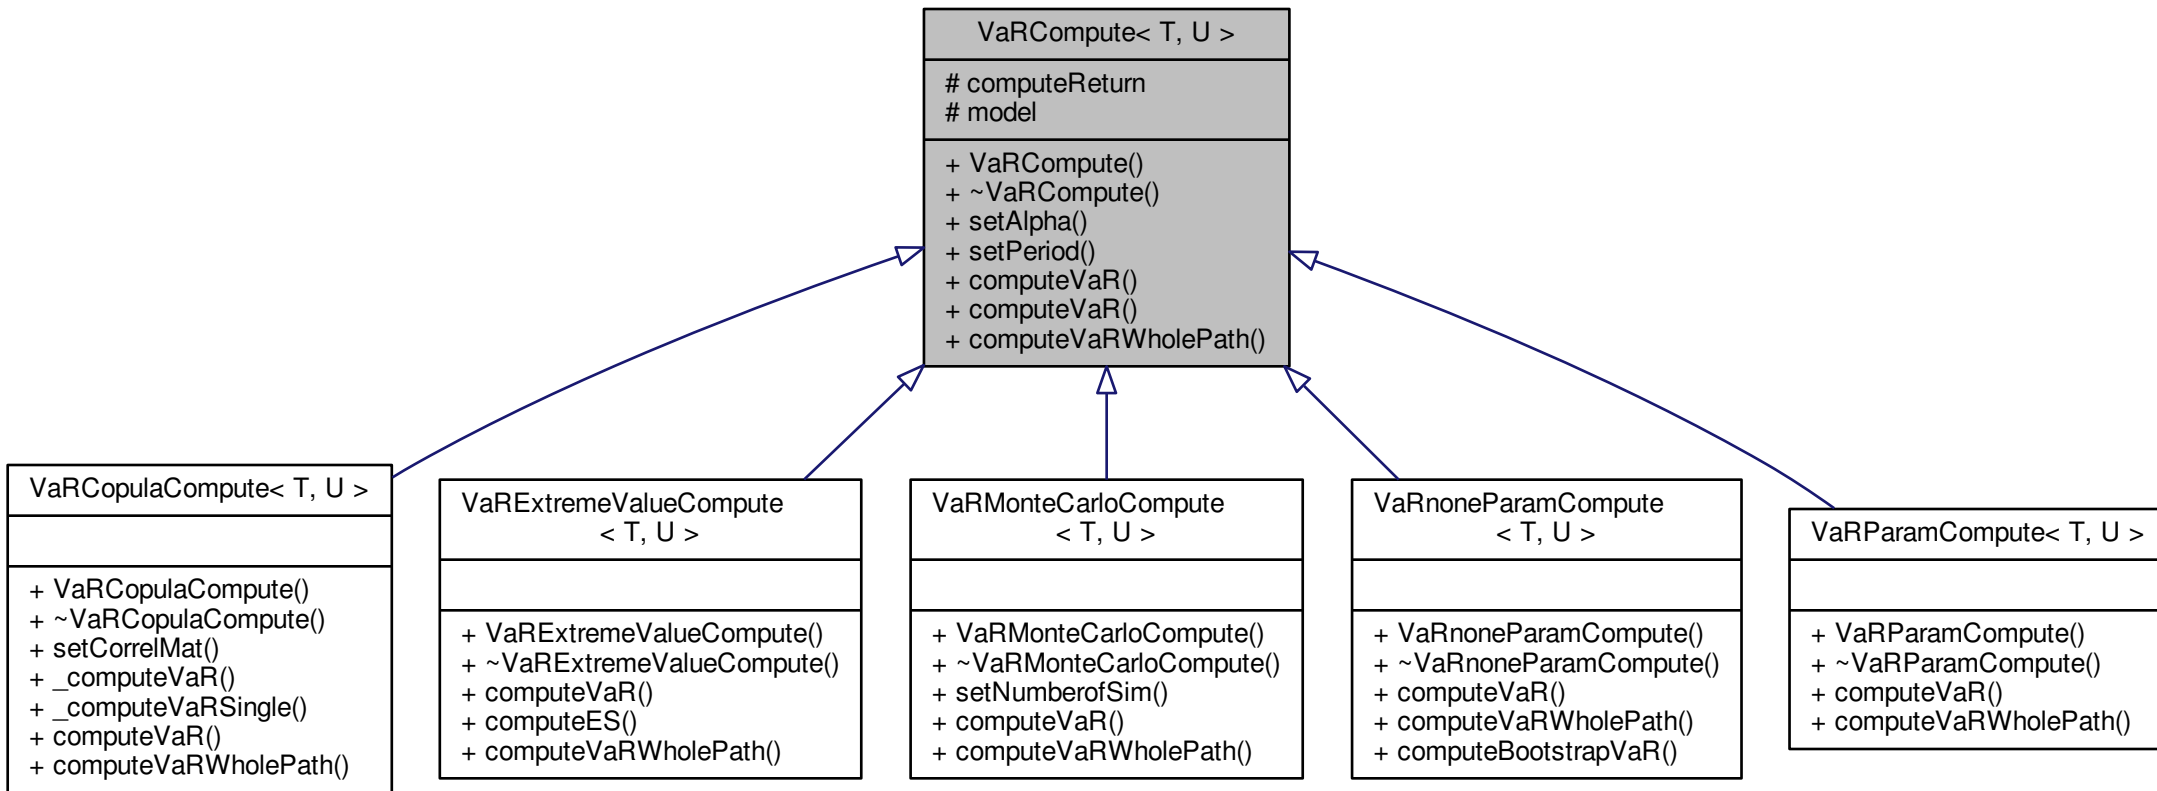 VaRCompute< T, U >
# computeReturn
# model
+ VaRCompute()
+ ~VaRCompute()
+ setAlpha()
+ setPeriod()
+ computeVaR()
+ computeVaR()
+ computeVaRWholePath()
VaRCopulaCompute< T, U >
+ VaRCopulaCompute()
+ ~VaRCopulaCompute()
+ setCorrelMat()
+ _computeVaR()
+ _computeVaRSingle()
+ computeVaR()
+ computeVaRWholePath()
VaRExtremeValueCompute
< T, U >
+ VaRExtremeValueCompute()
+ ~VaRExtremeValueCompute()
+ computeVaR()
+ computeES()
+ computeVaRWholePath()
VaRMonteCarloCompute
< T, U >
+ VaRMonteCarloCompute()
+ ~VaRMonteCarloCompute()
+ setNumberofSim()
+ computeVaR()
+ computeVaRWholePath()
VaRnoneParamCompute
< T, U >
+ VaRnoneParamCompute()
+ ~VaRnoneParamCompute()
+ computeVaR()
+ computeVaRWholePath()
+ computeBootstrapVaR()
VaRParamCompute< T, U >
+ VaRParamCompute()
+ ~VaRParamCompute()
+ computeVaR()
+ computeVaRWholePath()